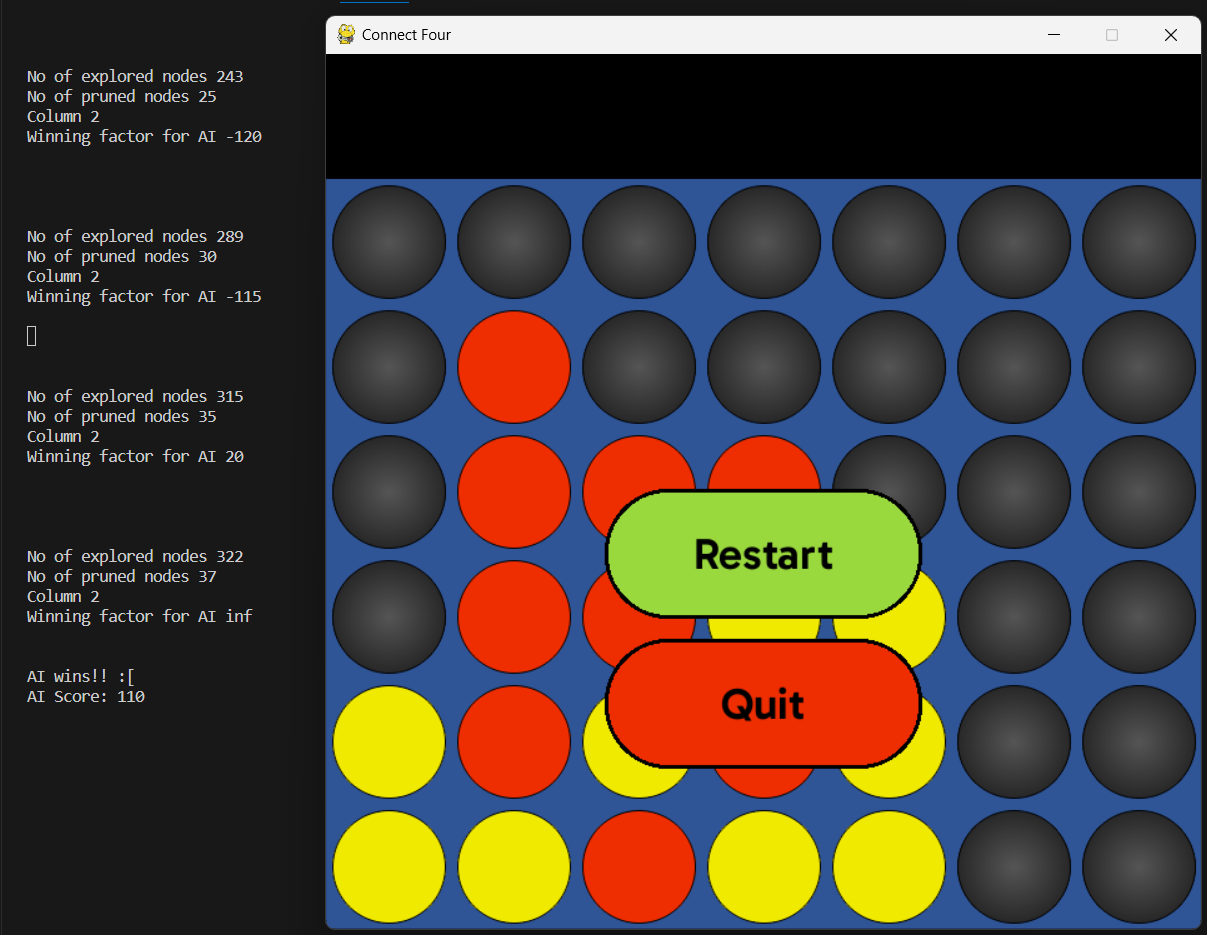 No of explored nodes 243
No of pruned nodes 25
Column 2
Winning factor for AI -120
No of explored nodes 289
No of pruned nodes 30
Column 2
Winning factor for AI -115
No of explored nodes 315
No of pruned nodes 35
Column 2
Winning factor for AI 20
No of explored nodes 322
No of pruned nodes 37
Column 2
Winning factor for AI inf
AI wins!! :[
AI Score: 110
Connect Four
Restart
Quit